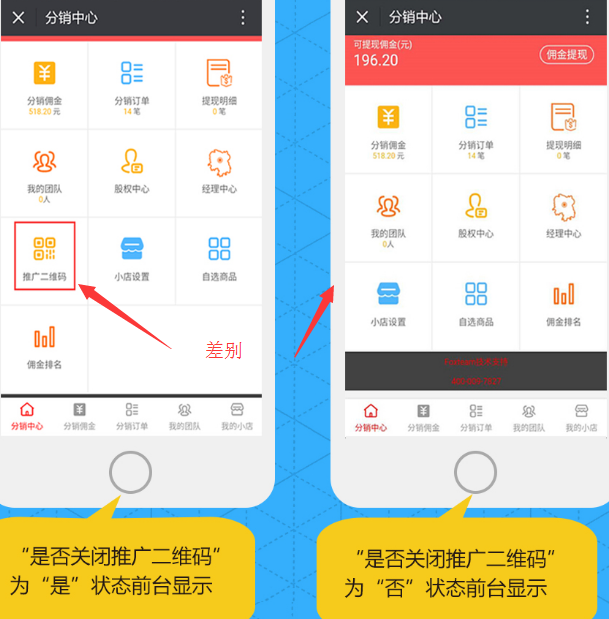 分销中心
分销佣金
518.20 元
分销订单
14 笔
提现明细
0 笔
我的团队
0人
股权中心
经理中心
推广二维码
小店设置
自选商品
佣金排名
差别
分销中心
分销佣金
分销订单
我的团队
我的小店
“是否关闭推广二维码”
为“是”状态前台显示
分销中心
可提现佣金(元)
196.20
佣金提现
分销佣金
518.20 元
分销订单
14 笔
提现明细
0 笔
我的团队
0人
股权中心
经理中心
小店设置
自选商品
佣金排名
分销中心
分销佣金
分销订单
我的团队
我的小店
“是否关闭推广二维码”
为“否”状态前台显示